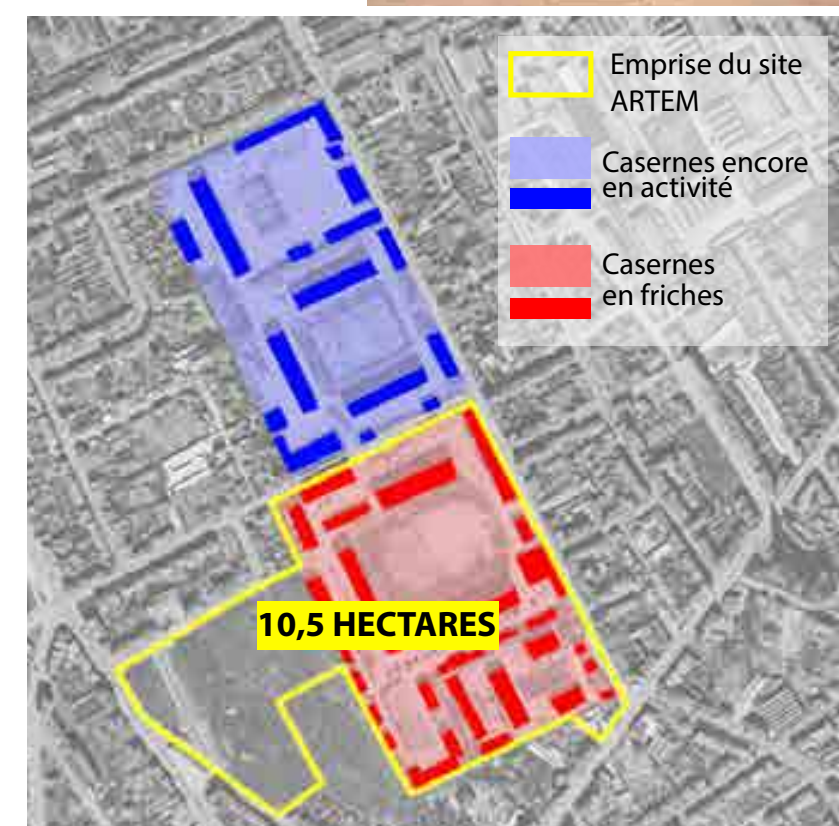 Emprise du site
ARTEM
Casernes encore
en activité
Casernes
en friches
10,5 HECTARES